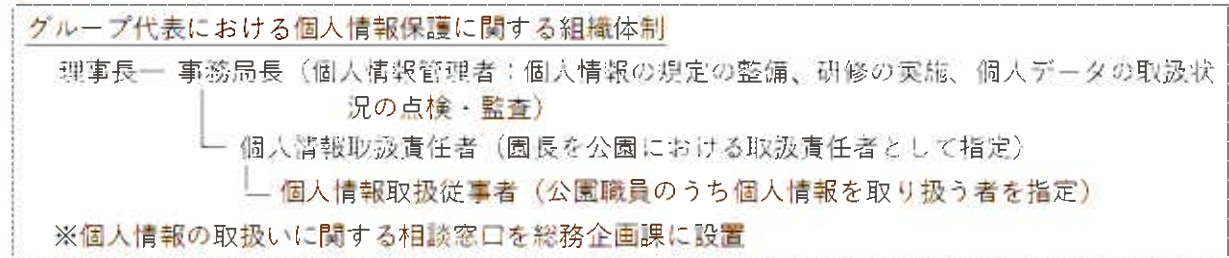 グループ代表における個人情報保護に関する組織体制
理事長― 事務局長（個人情報管理者：個人情報の規定の整備、研修の実施、個人データの取扱状
況の点検・監査）
個人情報取扱責任者（園長を公園における取扱責任者として指定）
個人情報取扱従事者（公園職員のうち個人情報を取り扱う者を指定）
※個人情報の取扱いに関する相談窓口を総務企画課に設置